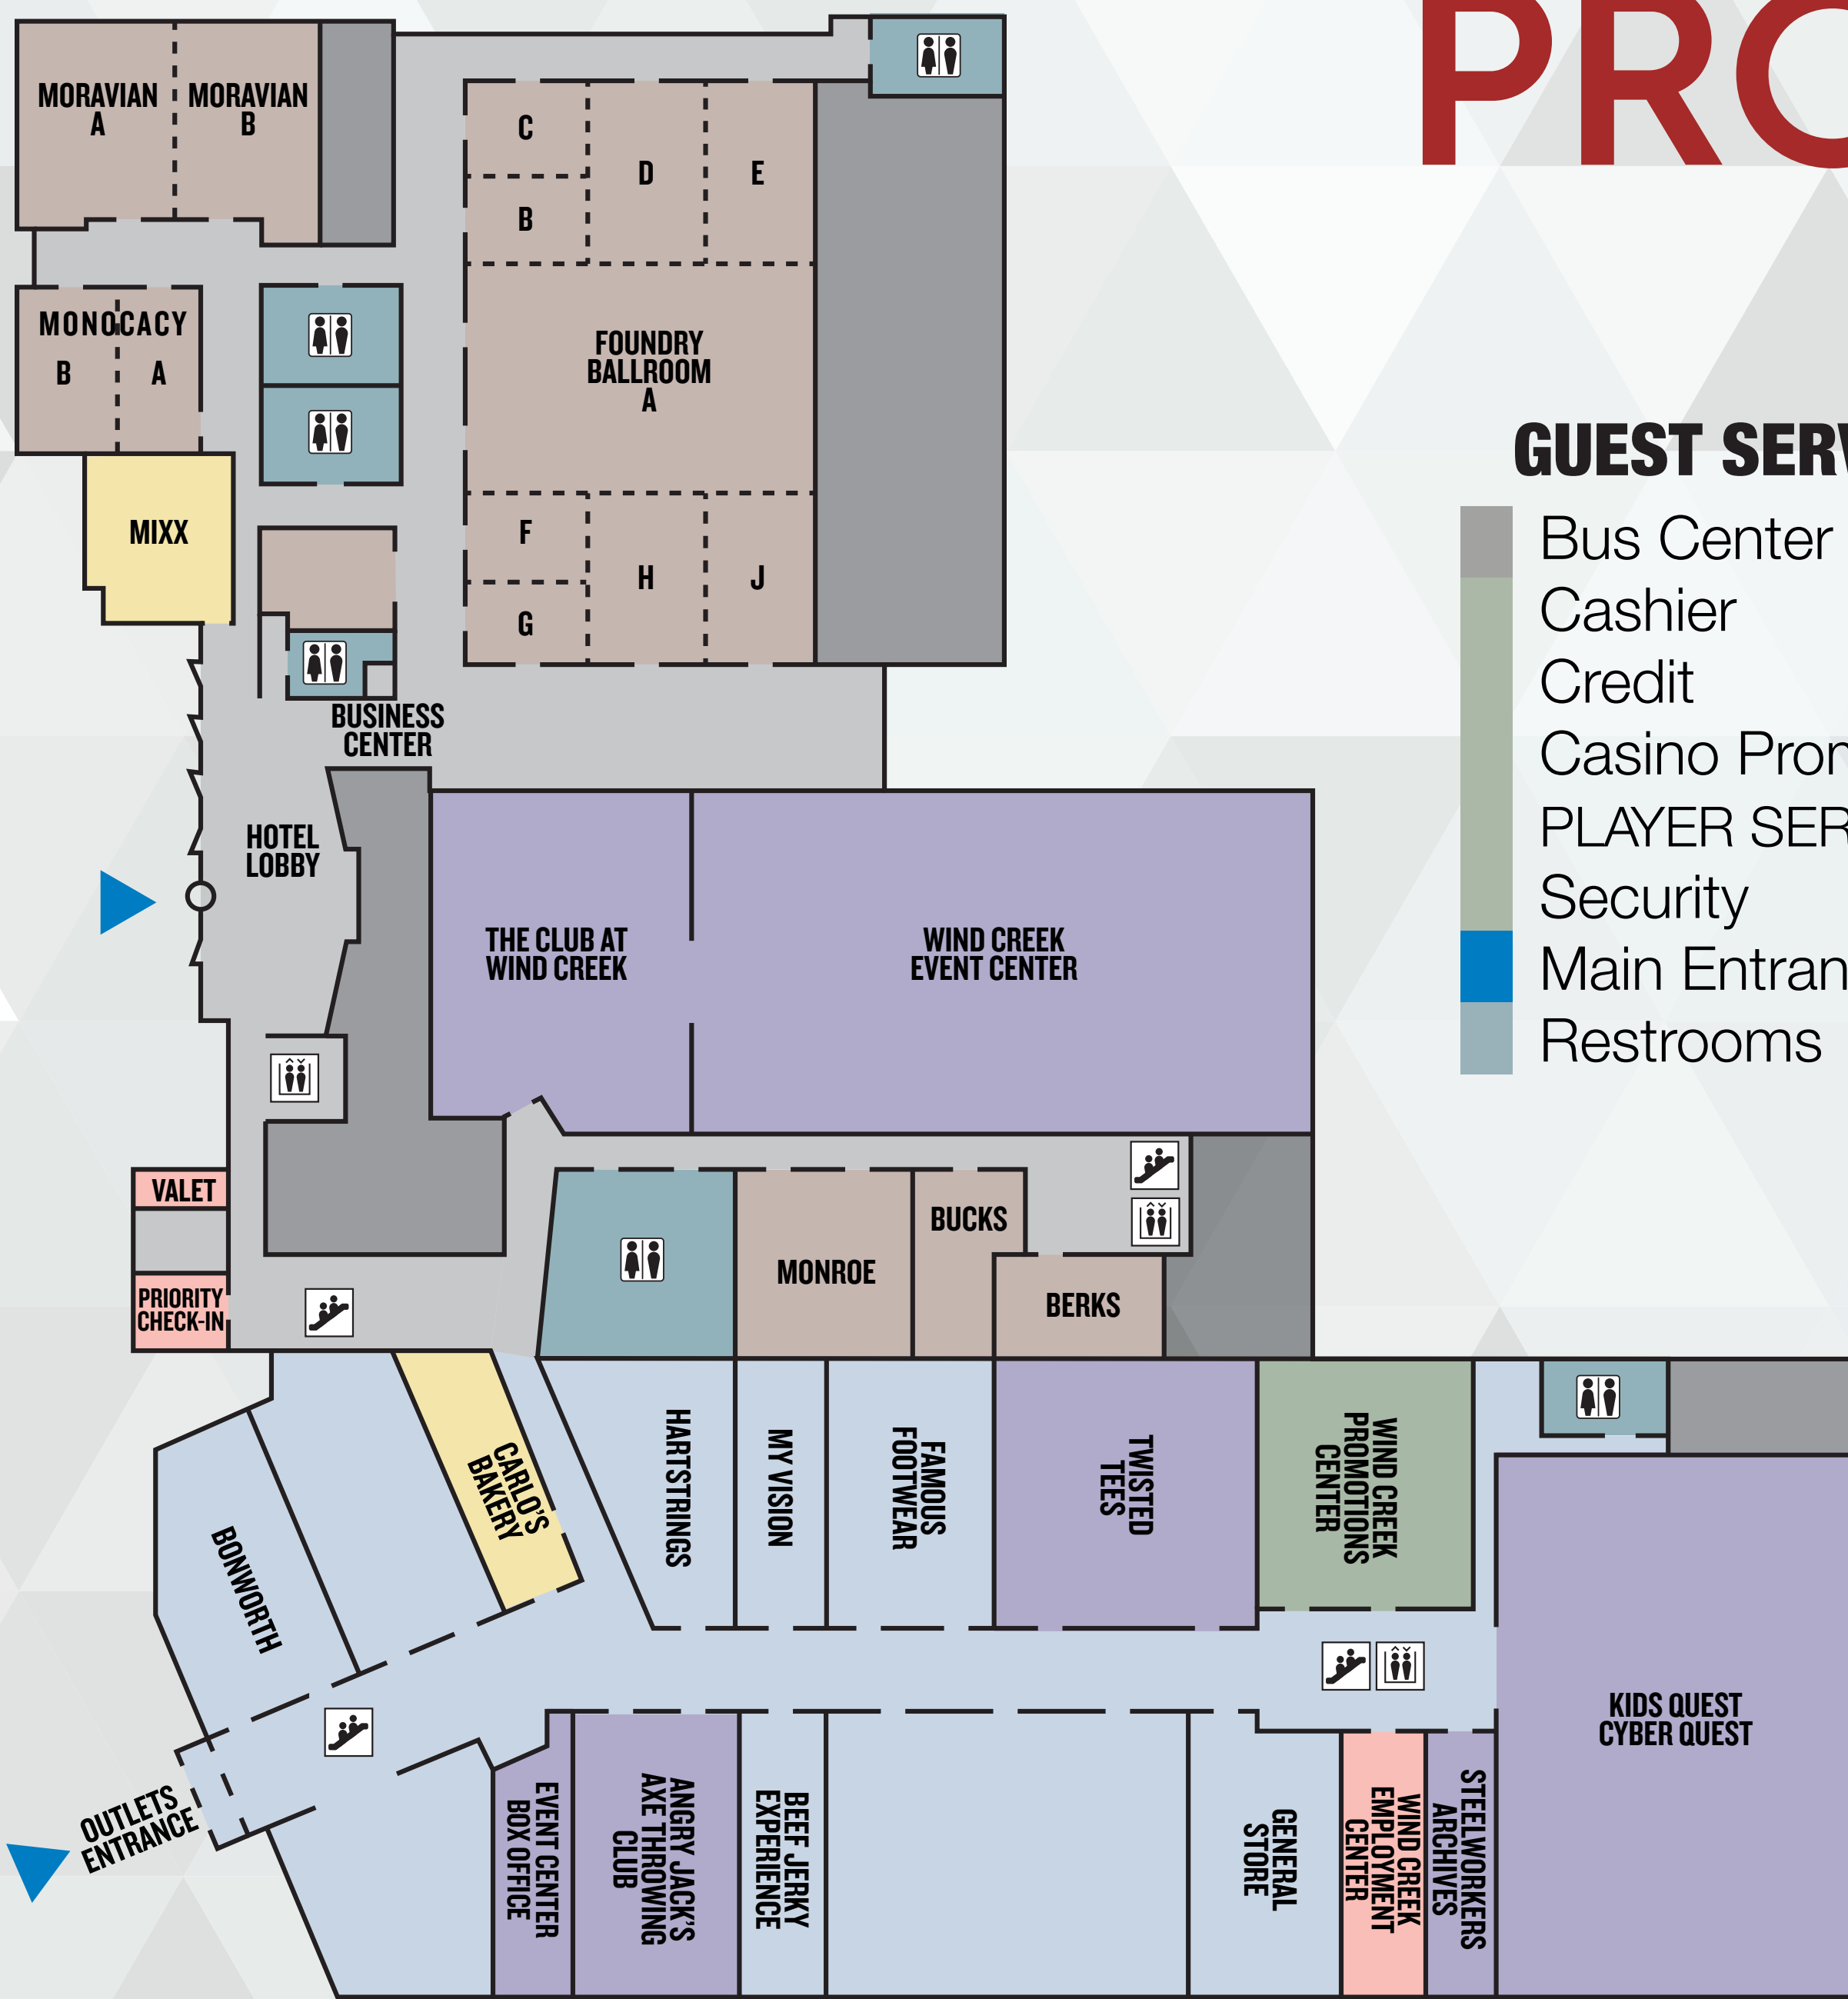 PRO
MORAVIAN
A
MORAVIAN
B
C
B
D
E
MONOCACY
B
A
FOUNDRY
BALLROOM
A
MIXX
F
G
H
J
BUSINESS
CENTER
HOTEL
LOBBY
THE CLUB AT
WIND CREEK
WIND CREEK
EVENT CENTER
GUEST SERV
Bus Center
Cashier
Credit
Casino Pron
PLAYER SER
Security
Main Entran
Restrooms
VALET
PRIORITY
CHECK-IN
MONROE
BUCKS
BERKS
BONWORTH
CARLO'S
BAKERY
HARTSTRINGS
MY VISION
FAMOUS
FOOTWEAR
TWISTED
TEES
WIND CREEK
PROMOTIONS
CENTER
KIDS QUEST
CYBER QUEST
OUTLETS
ENTRANCE
EVENT CENTER
BOX OFFICE
ANGRY JACK'S
AXE THROWING
CLUB
BEEF JERKY
EXPERIENCE
GENERAL
STORE
WIND CREEK
EMPLOYMENT
CENTER
STEELWORKERS
ARCHIVES